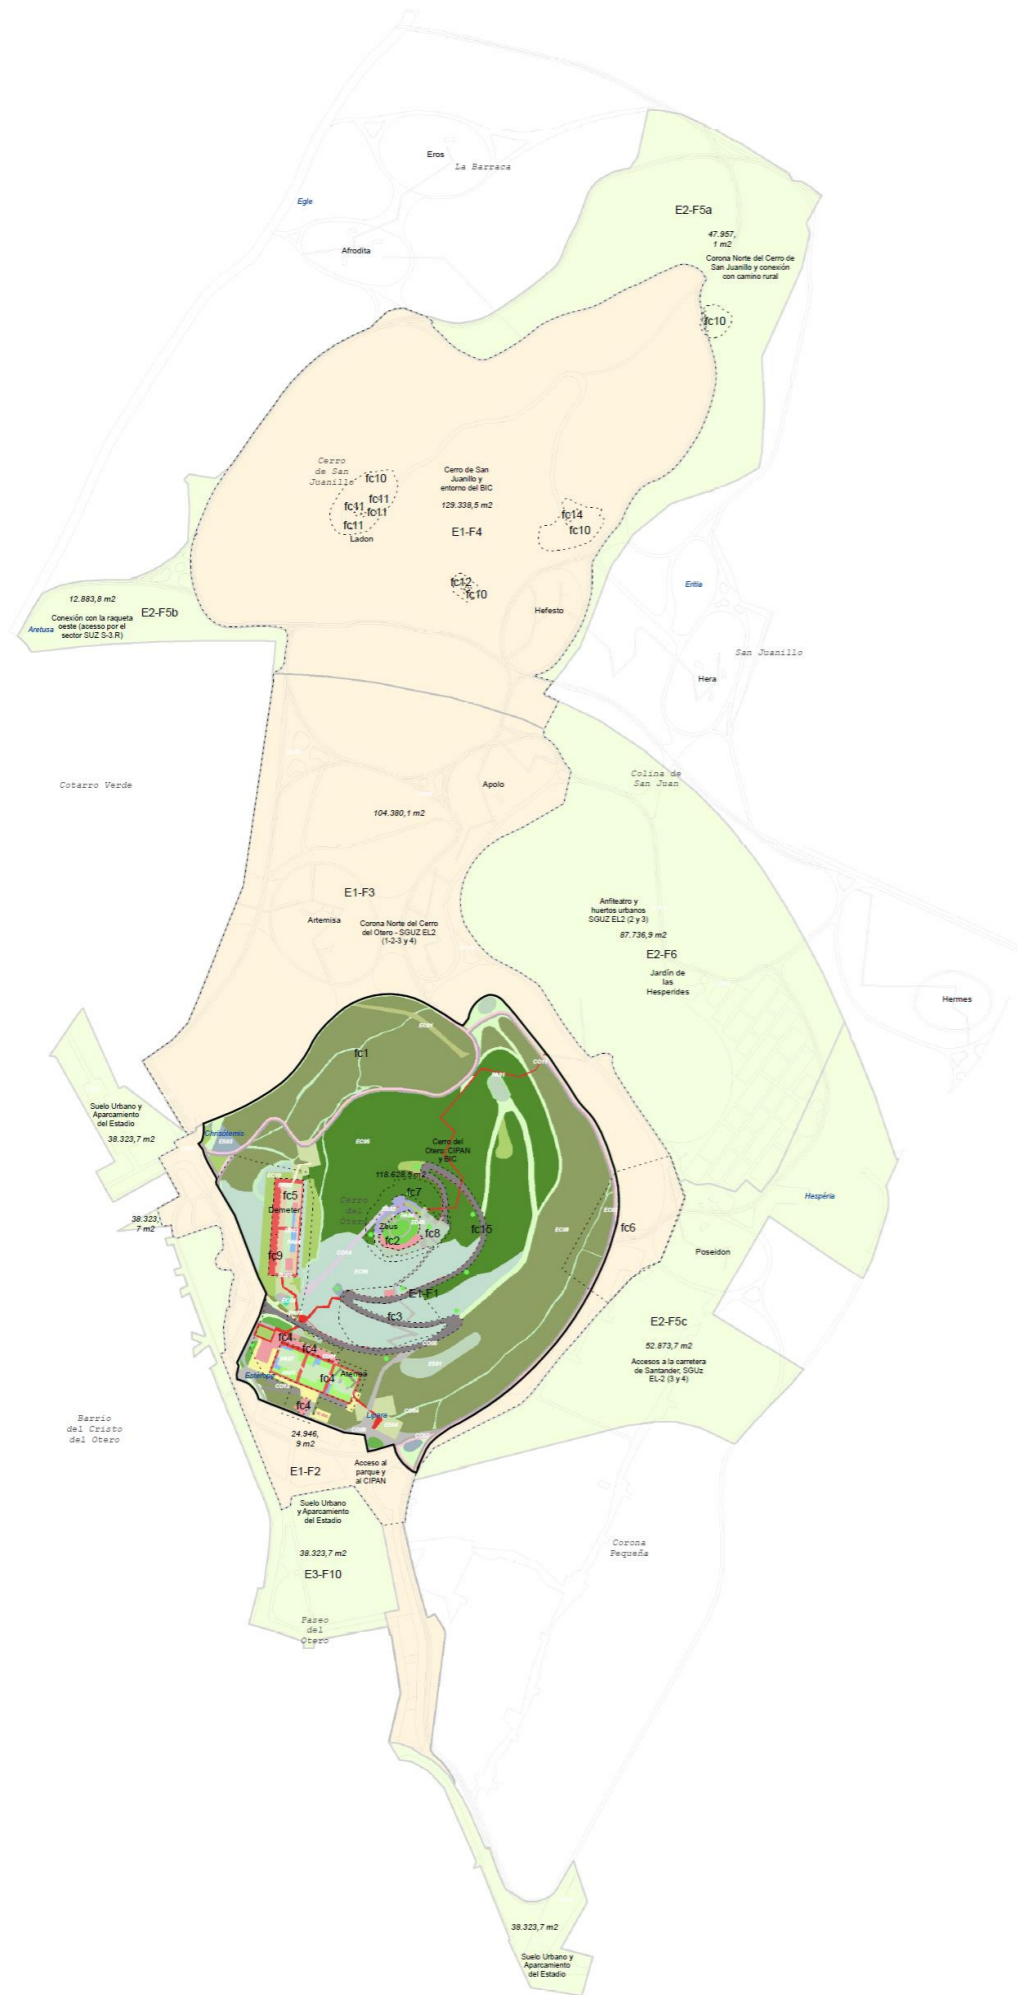 Eros
La Barraca
Egle
Afrodita
E2-F5a
47.957,
1 m2
Corona Norte del Cerro de
San Juanillo y conexión
con camino rural
fc10
Cerro
de San
Juanillo
fc10
fc11
fc11
fc11
fc11
Ladon
Cerro de San
Juanillo y
entorno del BIC
129.338,5 m2
E1-F4
fc14
fc10
fc12
fc10
Hefesto
12.883,8 m2
E2-F5b
Conexión con la raqueta
oeste (acceso por el
sector SUZ S-3.R)
Aretusa
Eritia
San Juanillo
Hera
Cotarro Verde
Colina de
San Juan
Apolo
104.380,1 m2
E1-F3
Artemisa
Corona Norte del Cerro
del Otero - SGUZ EL2
(1-2-3 y 4)
Anfiteatro y
huertos urbanos
SGUZ EL2 (2 y 3)
87.736,9 m2
E2-F6
Jardín de
las
Hesperides
Hermes
fc1
Suelo Urbano y
Aparcamiento
del Estadio
38.323,7 m2
Chrisótemis
EC95
Cerro del
Otero: CIPAN
y BIC
118.628,5 m2
fc7
Cerro
del
Otero
fc5
Demeter
Zeus
fc2
fc8
fc15
fc6
Hespéria
38.323,
7 m2
fc9
Poseidon
E1-F1
fc3
E2-F5c
52.873,7 m2
Accesos a la carretera
de Santander, SGUz
EL-2 (3 y 4)
fc4
fc4
fc4
fc4
Lipara
Barrio
del Cristo
del Otero
24.946,
9 m2
E1-F2
Acceso al
parque y
al CIPAN
Suelo Urbano
y Aparcamiento
del Estadio
38.323,7 m2
E3-F10
Corona
Pequeña
Paseo
del
Otero
38.323,7 m2
Suelo Urbano y
Aparcamiento
del Estadio